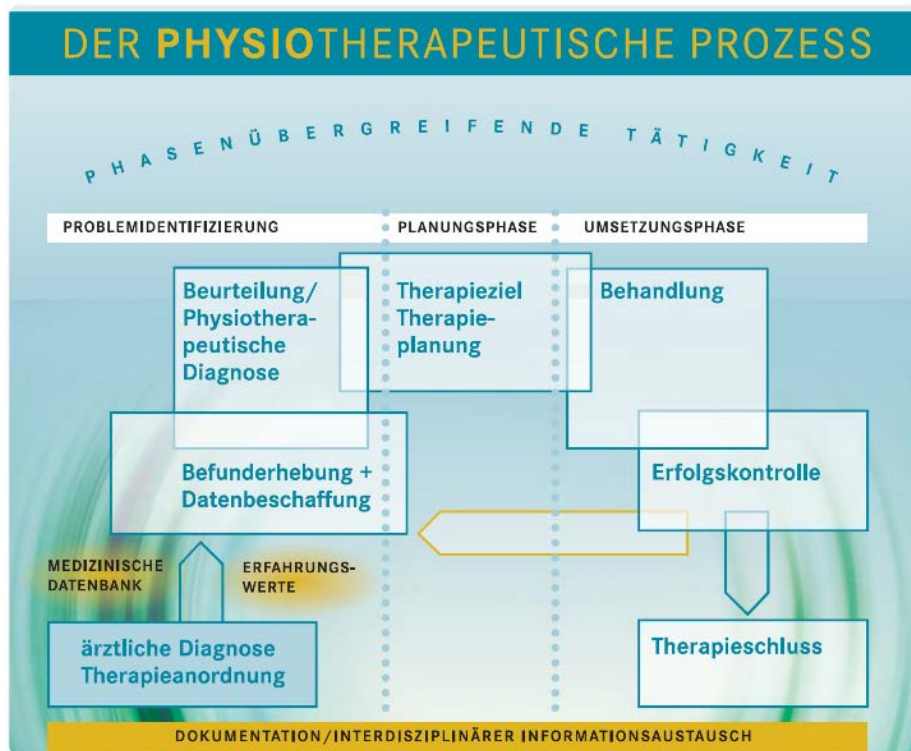 DER PHYSIOTHERAPEUTISCHE PROZESS
PHASENÜBERGREIFENDE TÄTIGKEIT
PROBLEMIDENTIFIZIERUNG
PLANUNGSPHASE
UMSETZUNGSPHASE
Beurteilung/
Physiothera-
peutische
Diagnose
Therapieziel
Therapie-
planung
Behandlung
Befunderhebung +
Datenbeschaffung
Erfolgskontrolle
MEDIZINISCHE
DATENBANK
ERFAHRUNGS-
WERTE
ärztliche Diagnose
Therapieanordnung
Therapieschluss
DOKUMENTATION/INTERDISZIPLINÄRER INFORMATIONSAUSTAUSCH